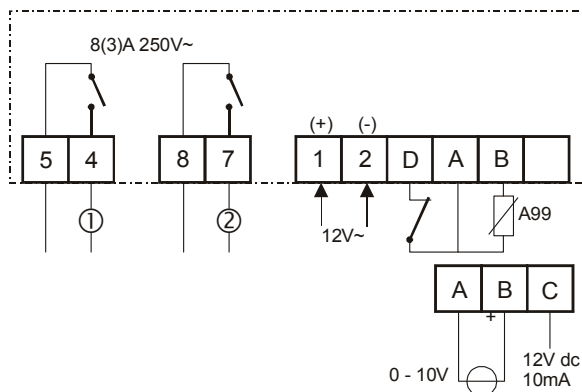 8(3)A 250V~
(+) (-)
5 4 8 7 1 2 D A B
① ②
12V~
A99
A B C
+
0 - 10V
12V dc
10mA